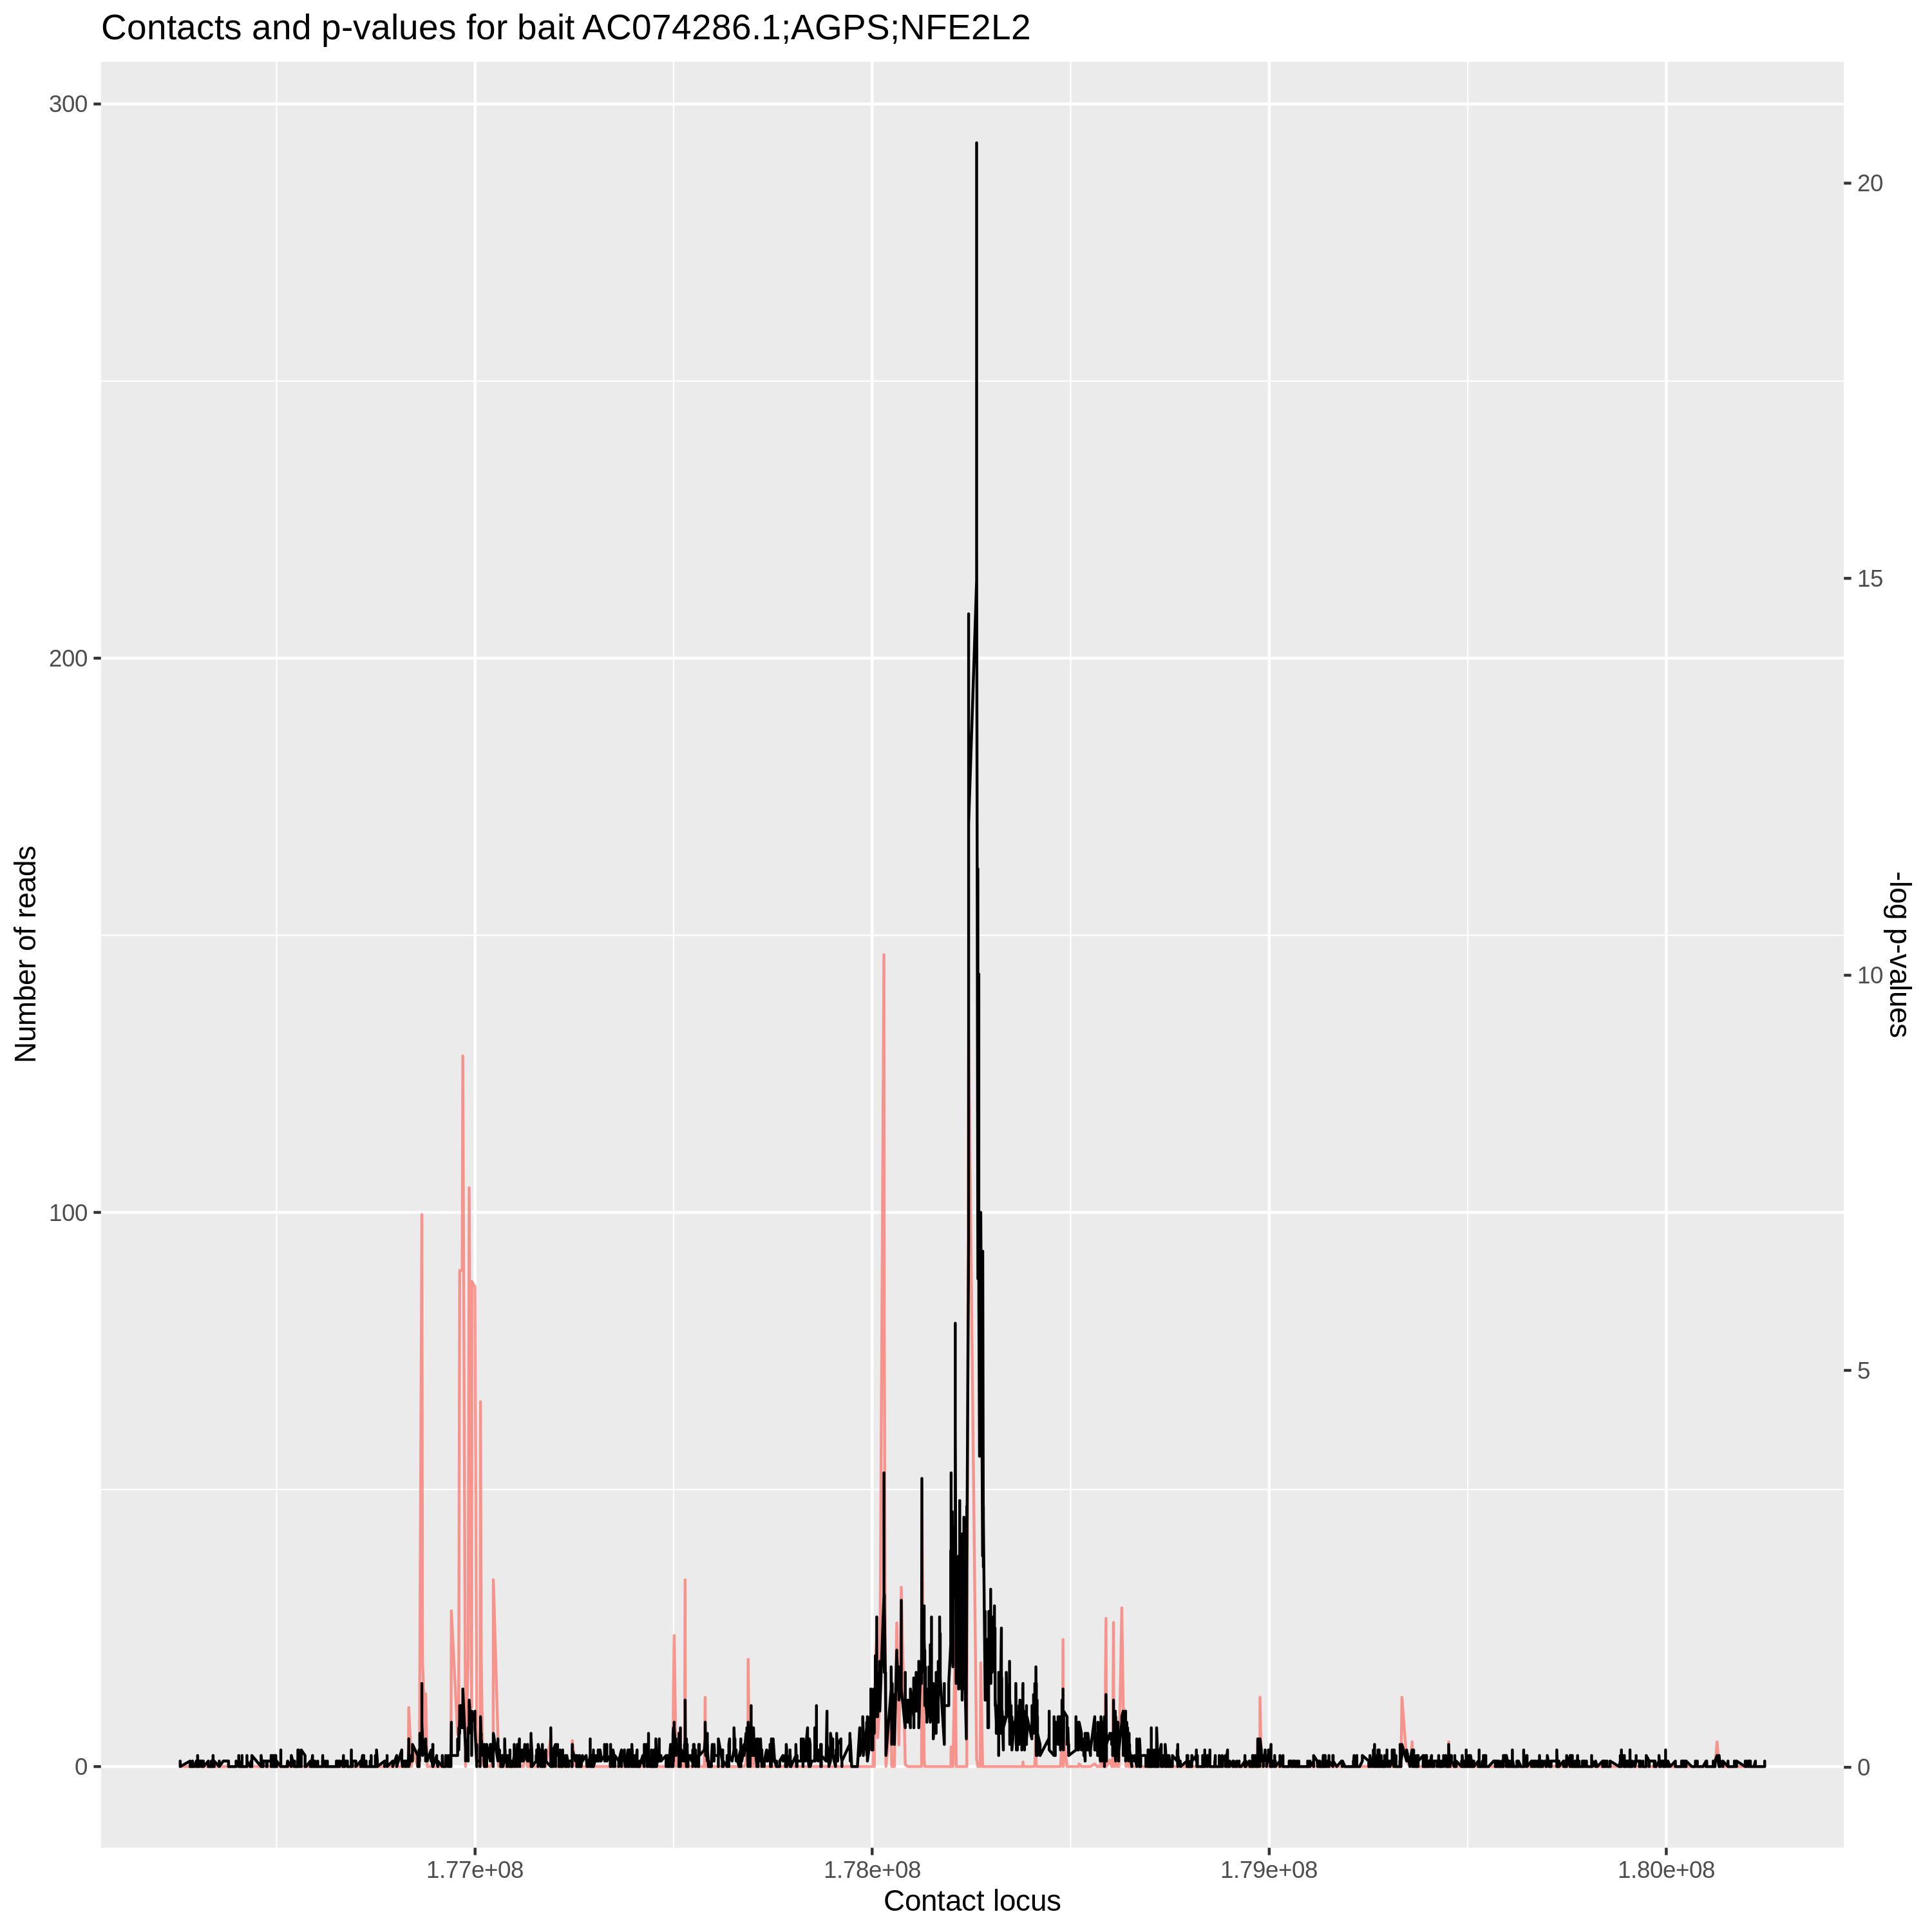 Contacts and p-values for bait AC074286.1;AGPS;NFE2L2
300
200
100
0
Number of reads
20
15
10
5
0
-log p-values
1.77e+08
1.78e+08
1.79e+08
1.80e+08
Contact locus